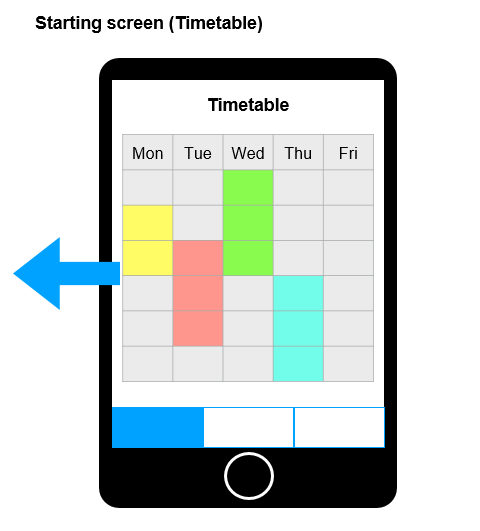 Starting screen (Timetable)
Timetable
Mon Tue Wed Thu Fri